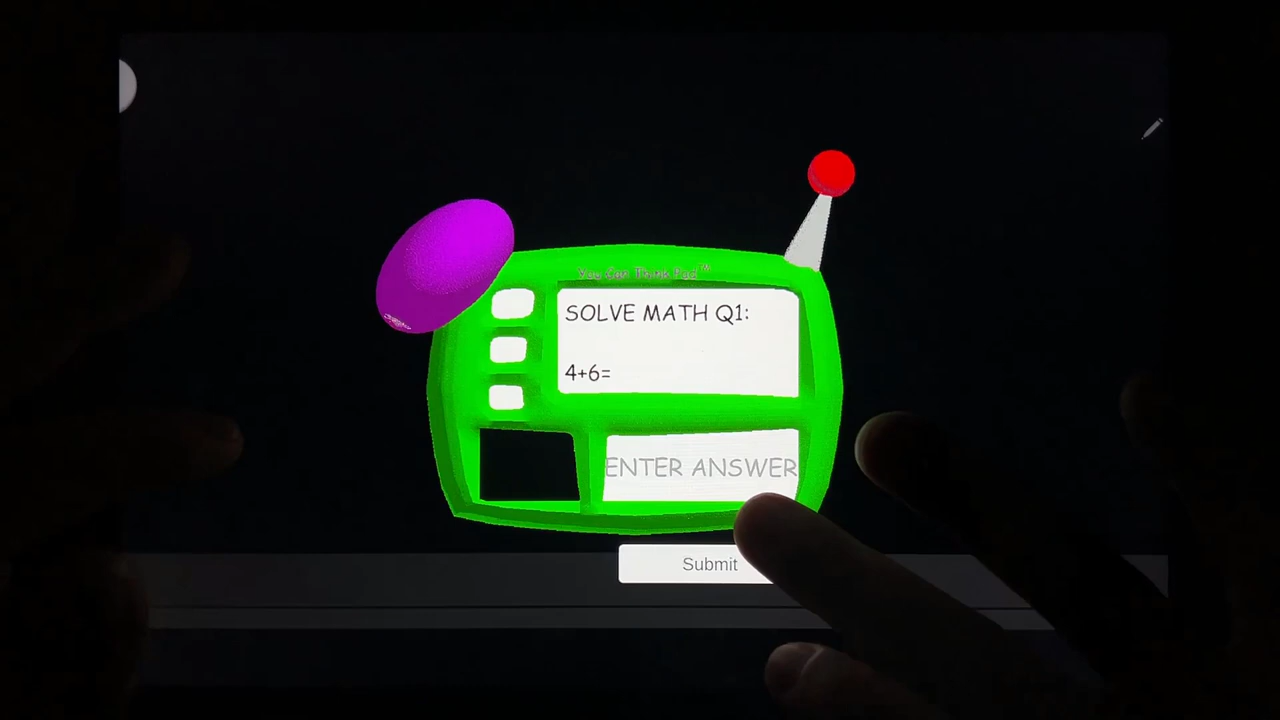 You Can Think Pad™
SOLVE MATH Q1:
4+6=
ENTER ANSWER
Submit